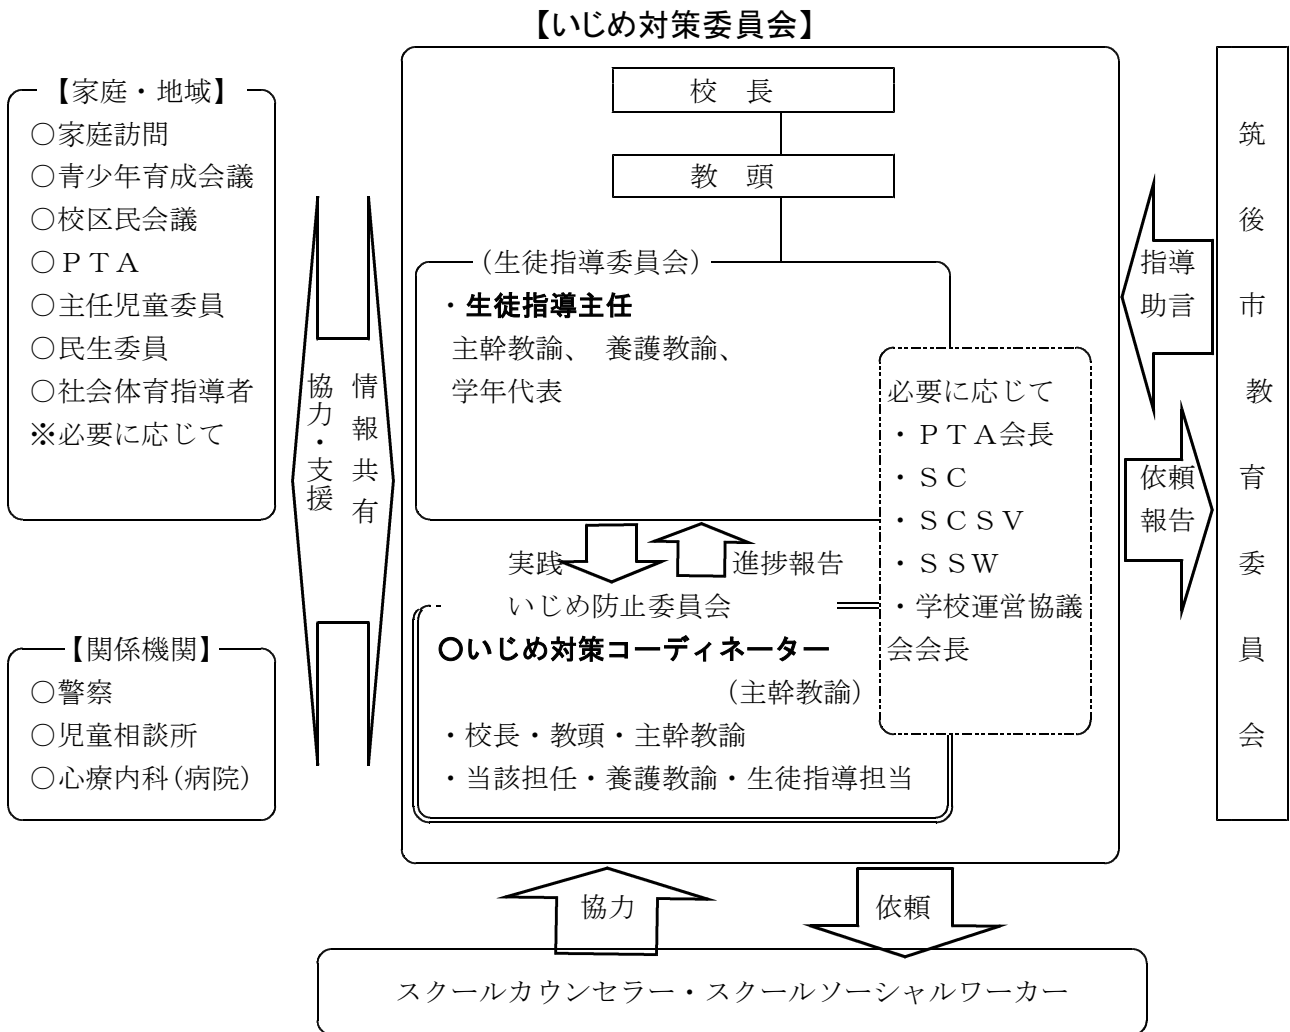 【いじめ対策委員会】
校　長
教　頭
【家庭・地域】
○家庭訪問
○青少年育成会議
○校区民会議
○ＰＴＡ
○主任児童委員
○民生委員
○社会体育指導者
※必要に応じて
【関係機関】
○警察
○児童相談所
○心療内科(病院)
情報共有
協力・支援
(生徒指導委員会)
・生徒指導主任
主幹教諭、　養護教諭、
学年代表
実践
進捗報告
いじめ防止委員会
○いじめ対策コーディネーター
(主幹教諭)
・校長・教頭・主幹教諭
・当該担任・養護教諭・生徒指導担当
必要に応じて
・ＰＴＡ会長
・ＳＣ
・ＳＣＳＶ
・ＳＳＷ
・学校運営協議
会会長
指導
助言
依頼
報告
筑後市教育委員会
協力
依頼
スクールカウンセラー・スクールソーシャルワーカー